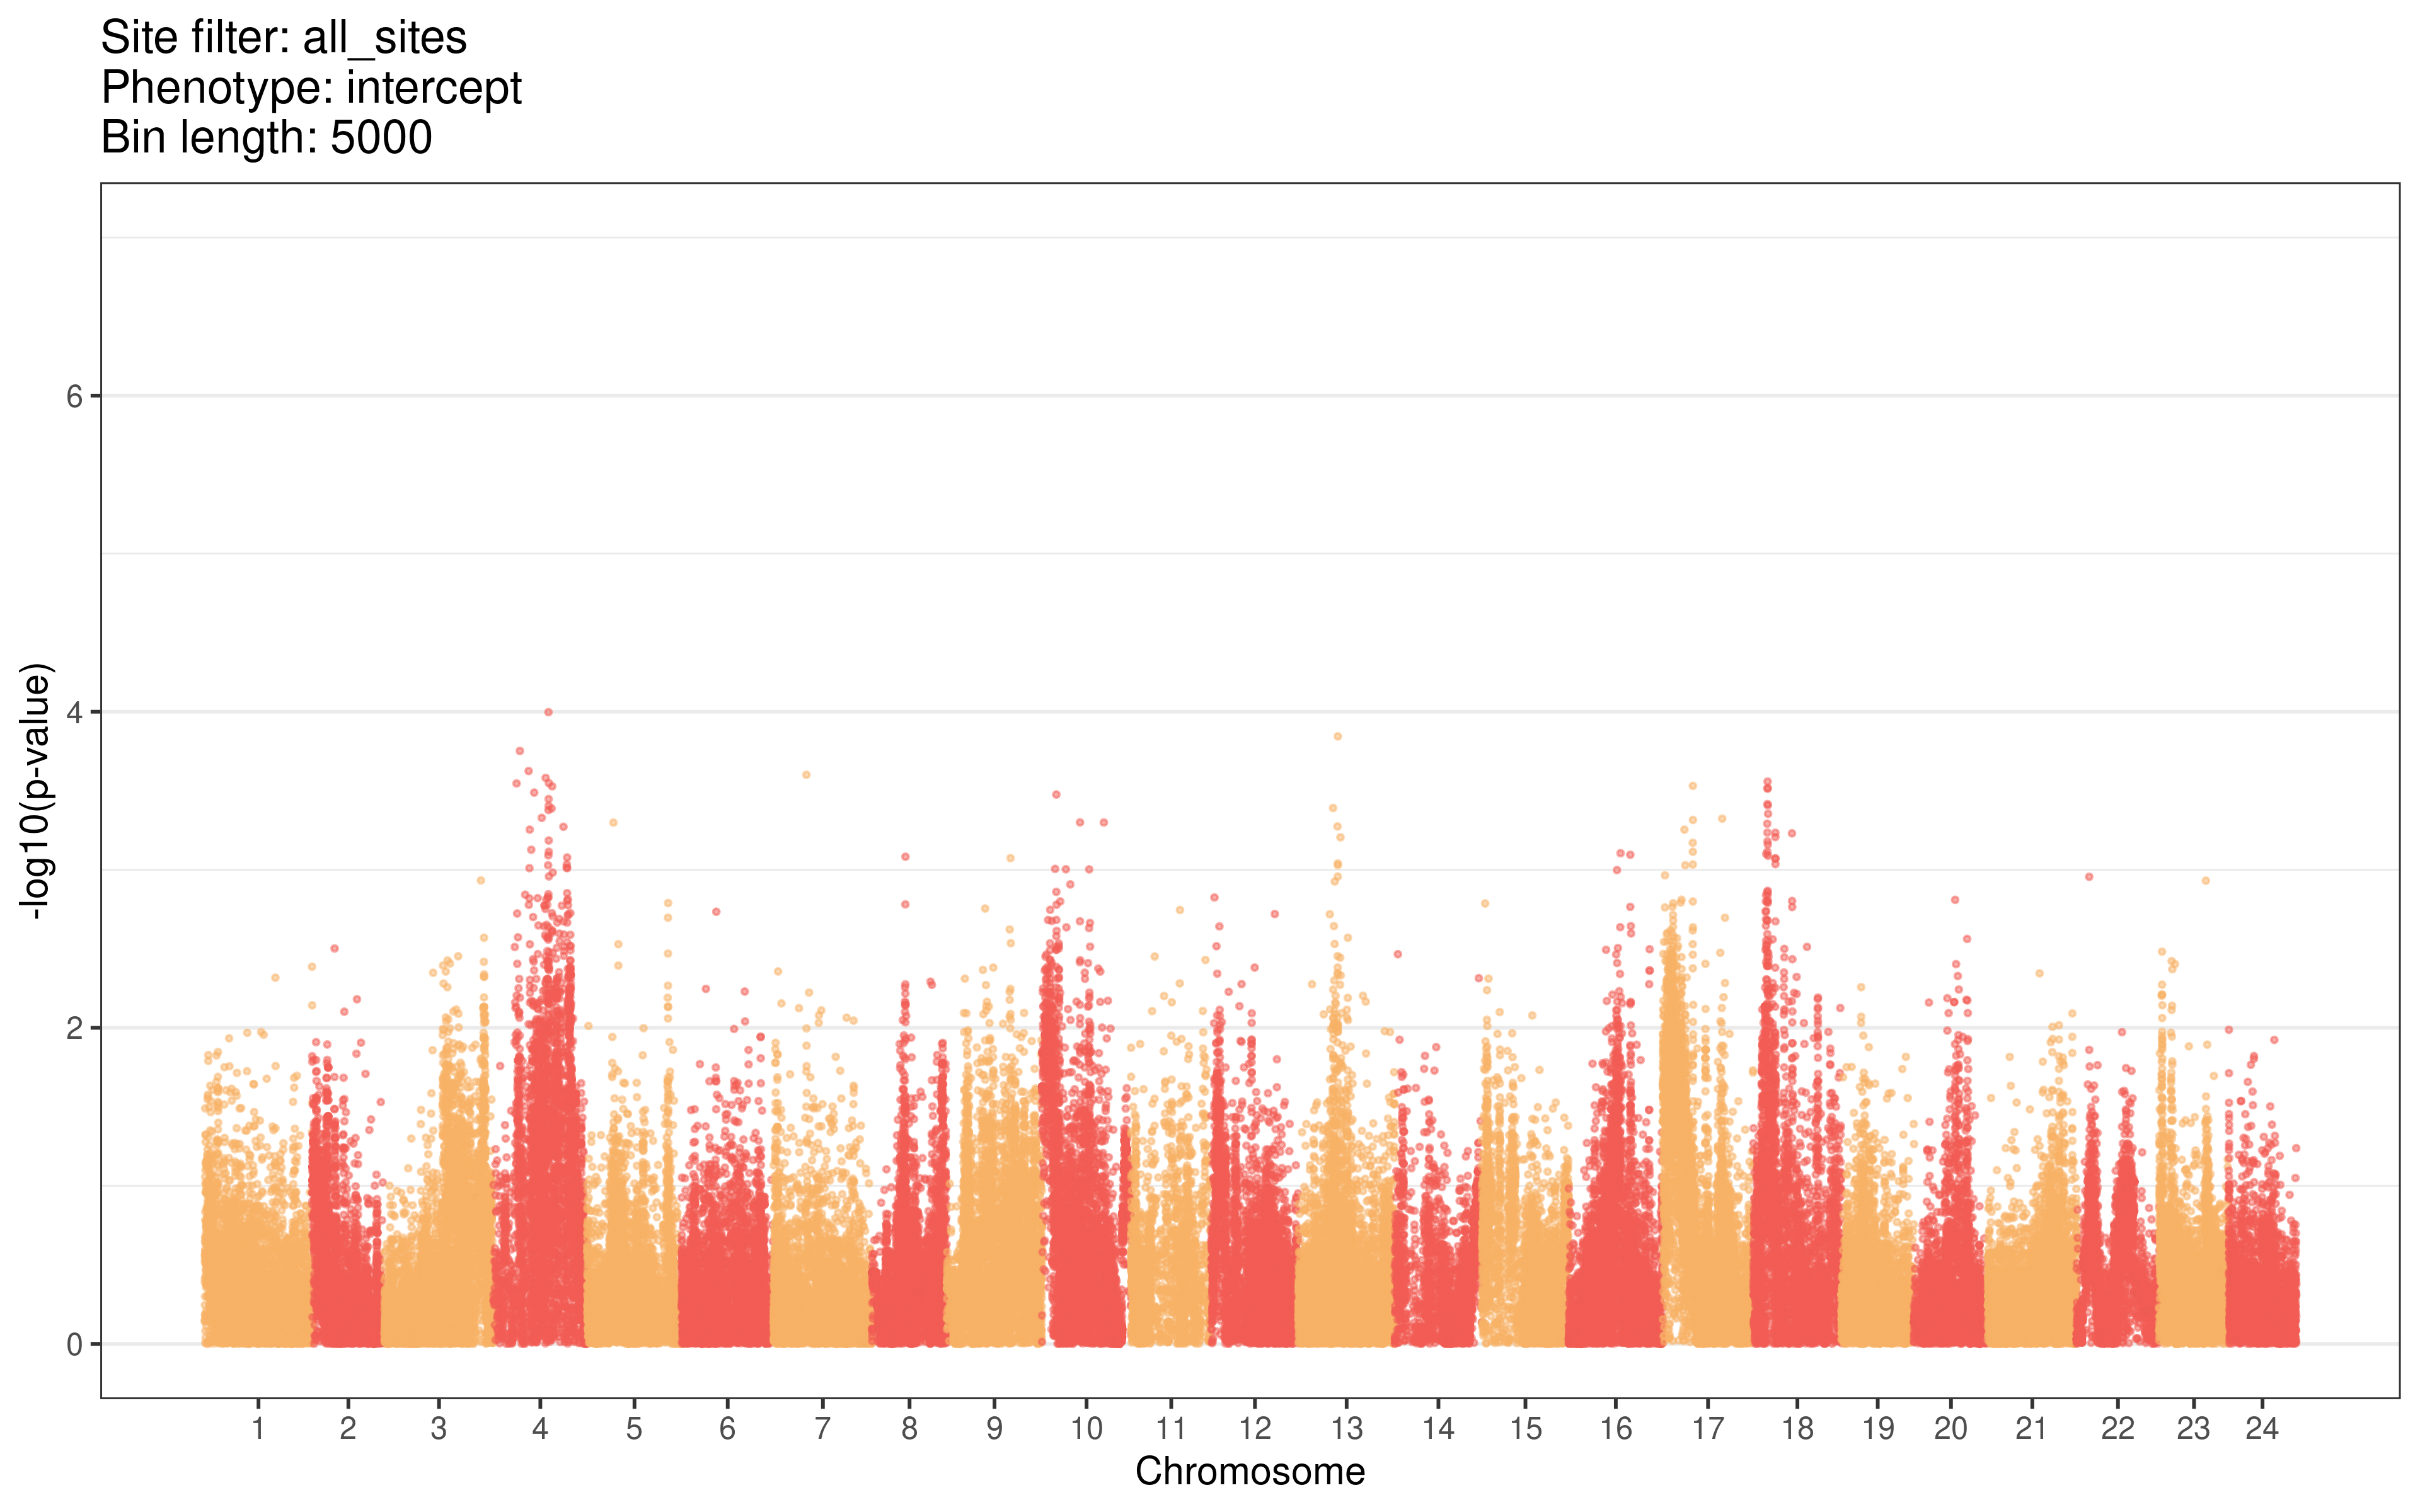 Site filter: all_sites
Phenotype: intercept
Bin length: 5000
-log10(p-value)
6
4
2
0
1 2 3 4 5 6 7 8 9 10 11 12 13 14 15 16 17 18 19 20 21 22 23 24
Chromosome